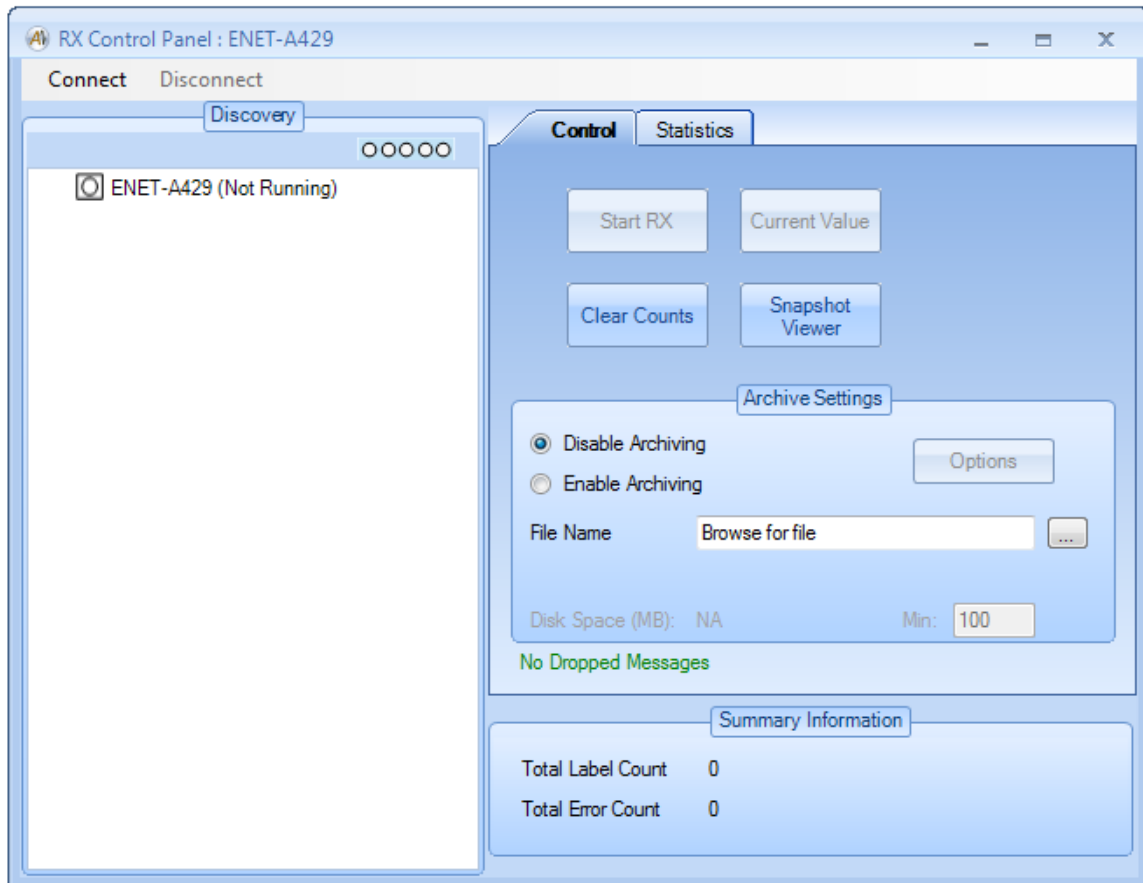 RX Control Panel : ENET-A429
Connect Disconnect
Discovery
ENET-A429 (Not Running)
Control Statistics
Start RX Current Value
Clear Counts Snapshot Viewer
Archive Settings
Disable Archiving
Options
Enable Archiving
File Name Browse for file ...
Disk Space (MB): NA Min: 100
No Dropped Messages
Summary Information
Total Label Count 0
Total Error Count 0